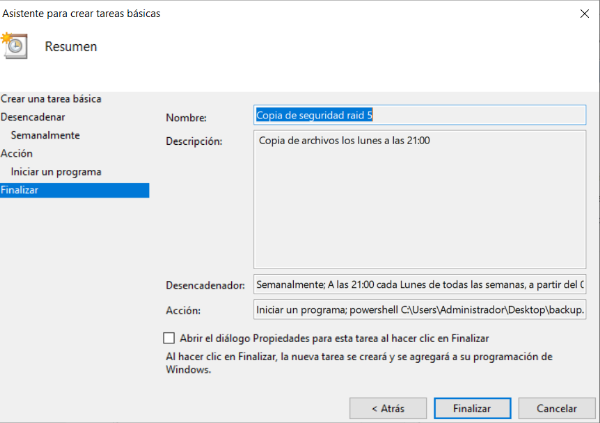 Asistente para crear tareas básicas
Resumen
Crear una tarea básica
Desencadenar
Semanalmente
Acción
Iniciar un programa
Finalizar
Nombre: Copia de seguridad raid 5
Descripción: Copia de archivos los lunes a las 21:00
Desencadenador: Semanalmente; A las 21:00 cada Lunes de todas las semanas, a partir del
Acción: Iniciar un programa; powershell C:\Users\Administrador\Desktop\backup.
Abrir el diálogo Propiedades para esta tarea al hacer clic en Finalizar
Al hacer clic en Finalizar, la nueva tarea se creará y se agregará a su programación de
Windows.
< Atrás Finalizar Cancelar